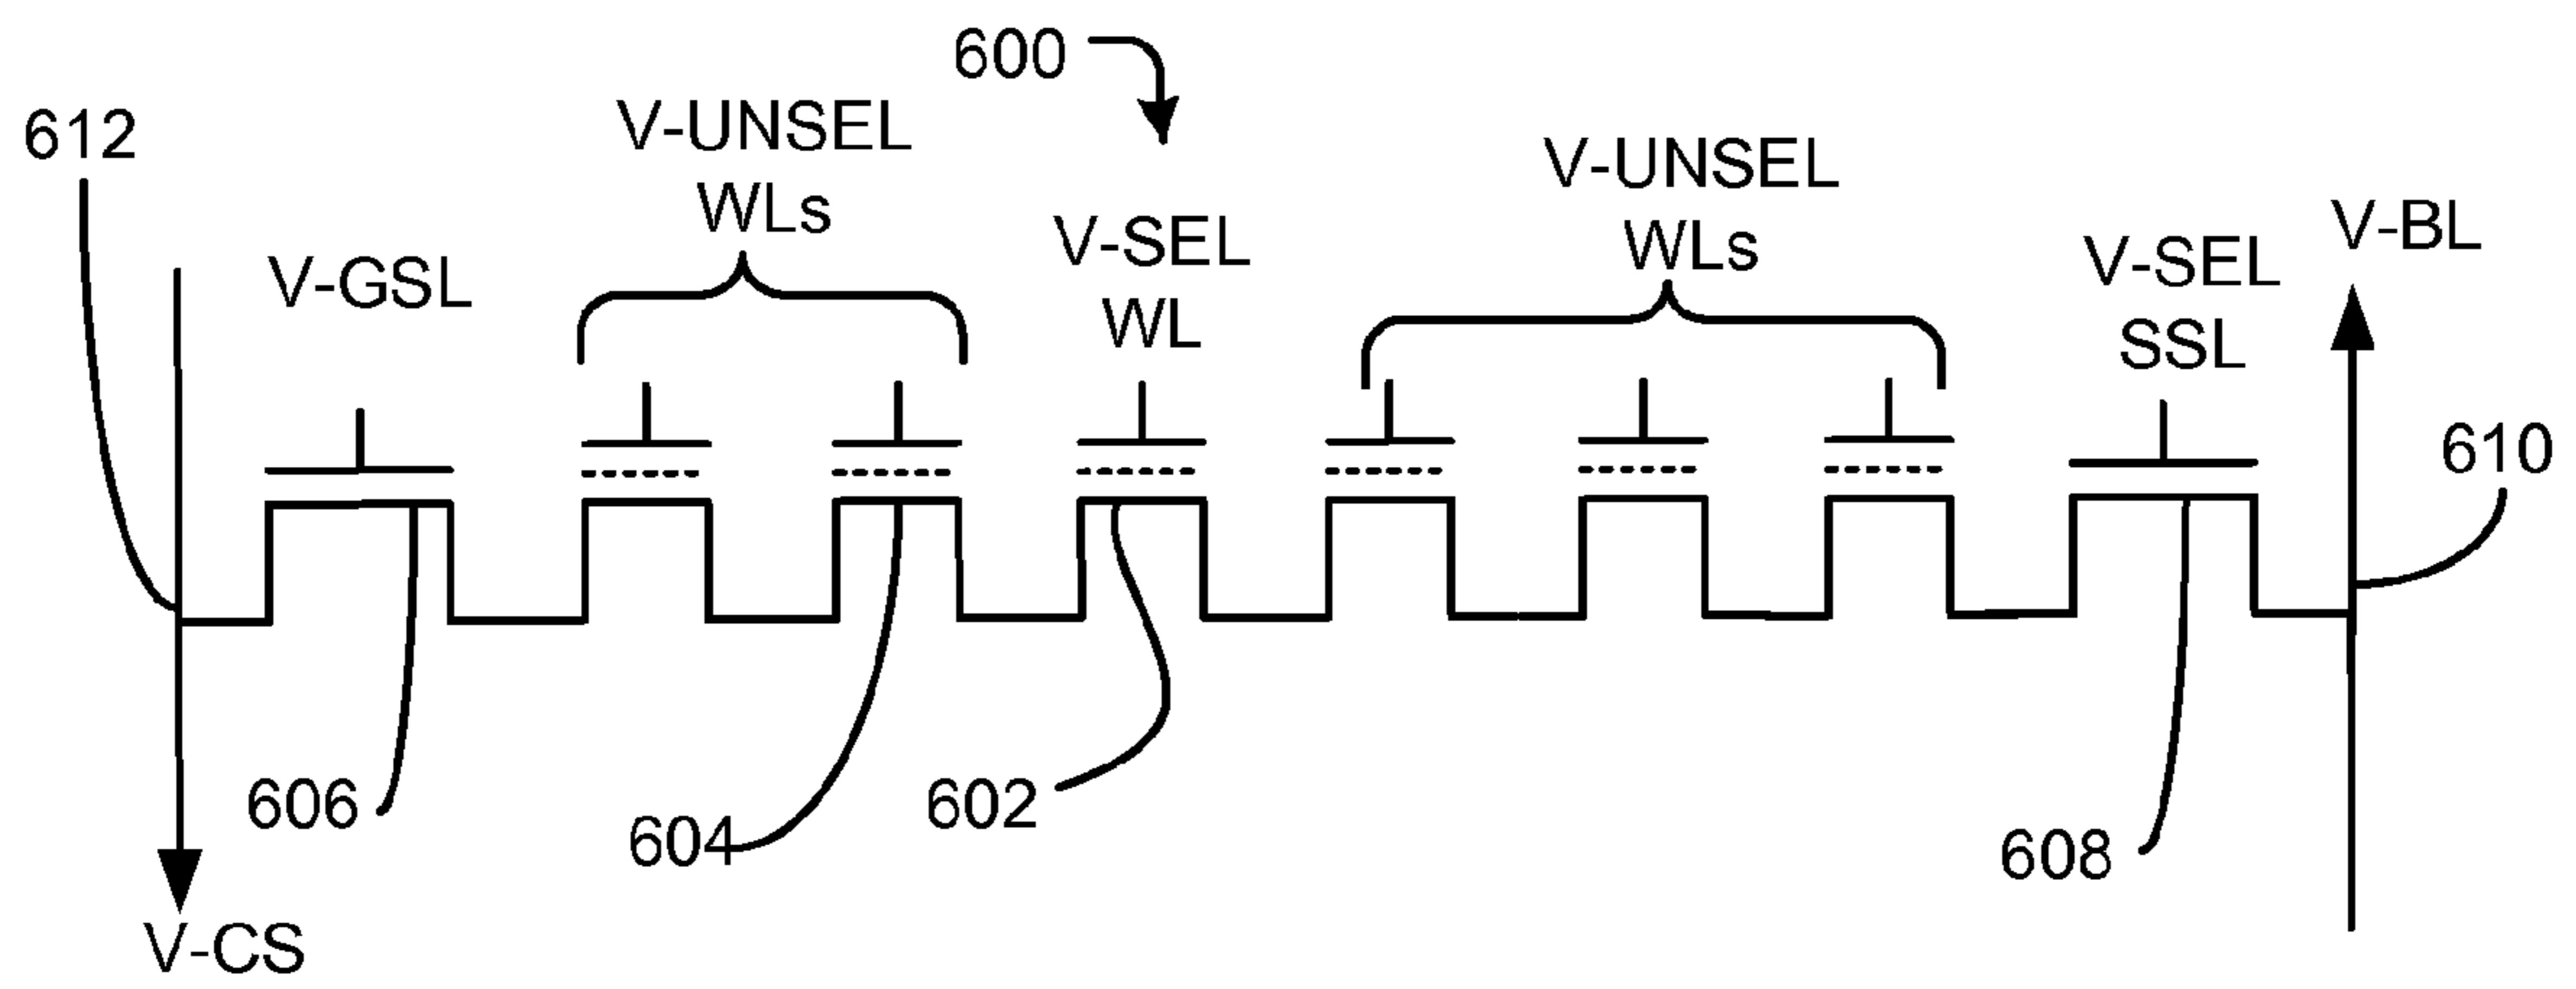 600
612
V-UNSEL
WLs
V-UNSEL
WLs
V-SEL
WL
V-BL
V-SEL
SSL
V-GSL
610
606
604
602
608
V-CS